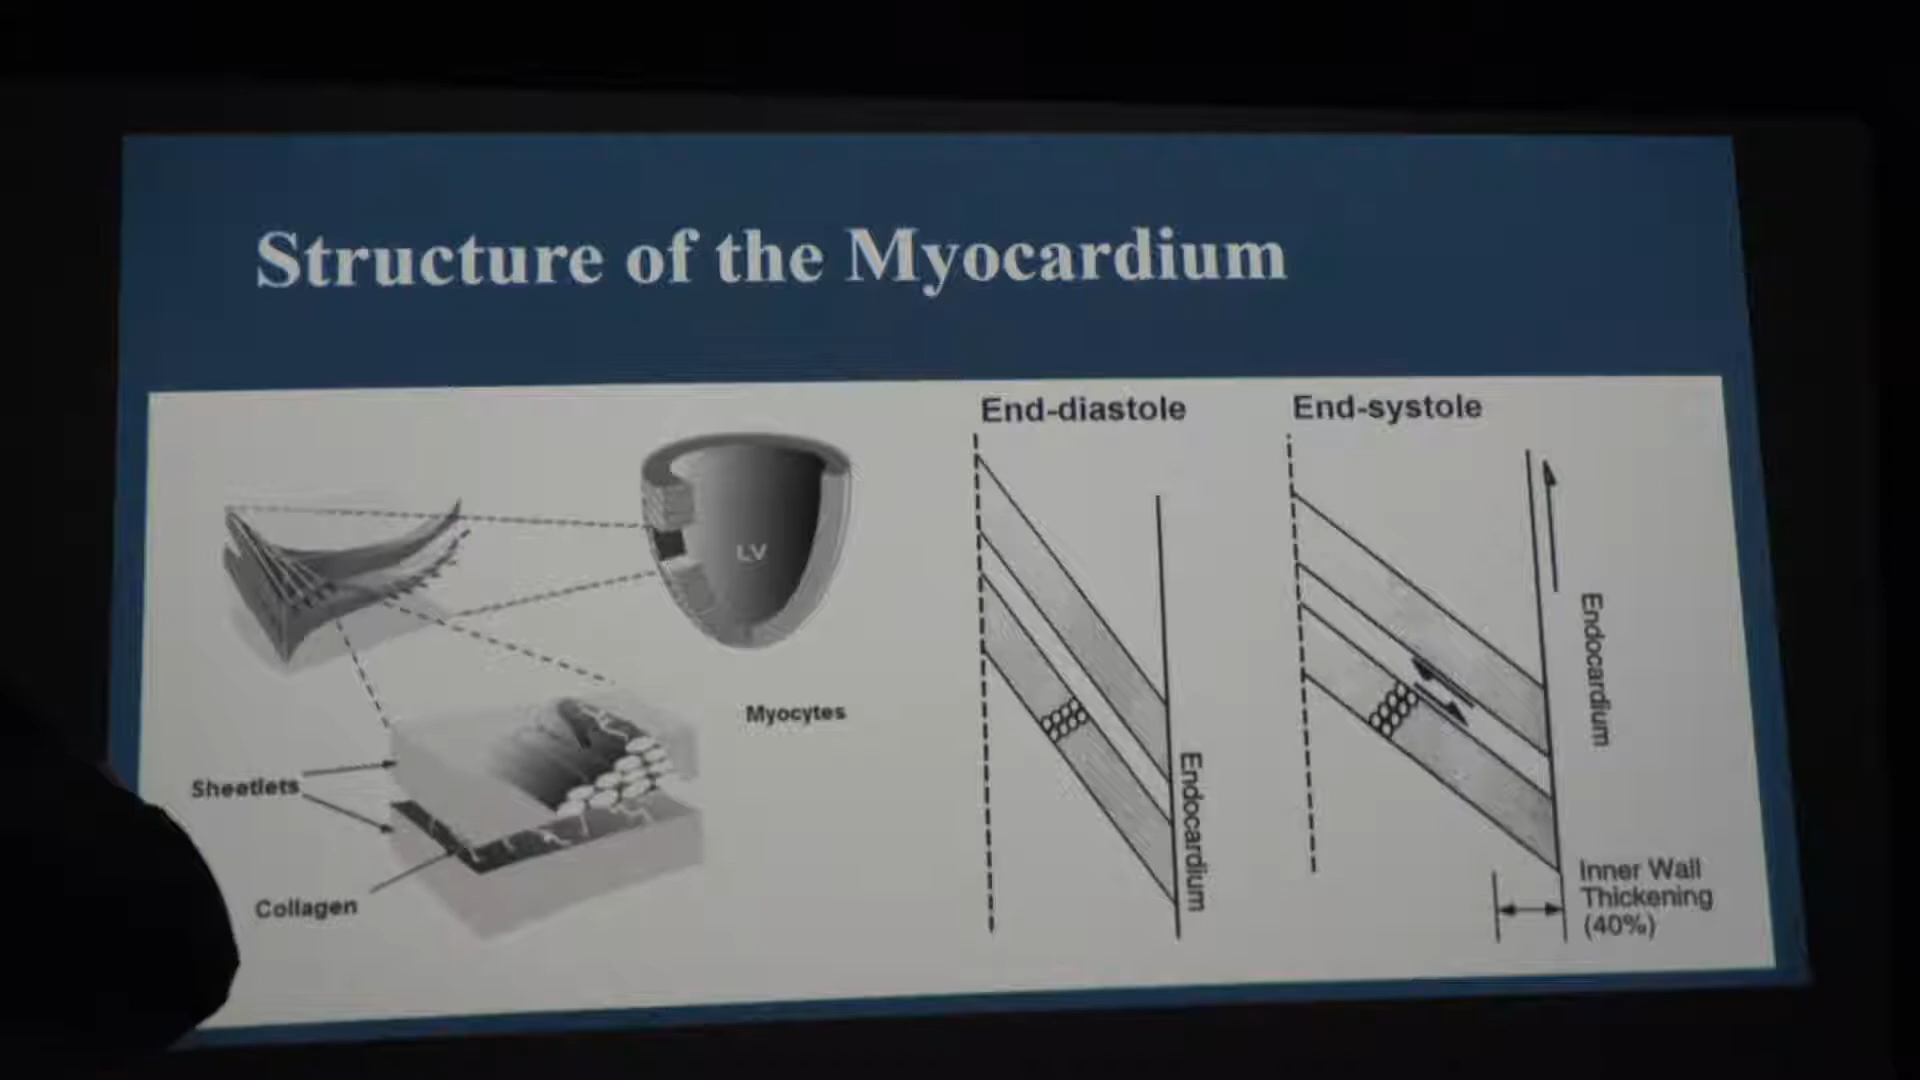 Structure of the Myocardium
End-diastole
End-systole
LV
Myocytes
Sheetlets
Collagen
Endocardium
Endocardium
Inner Wall
Thickening
(40%)